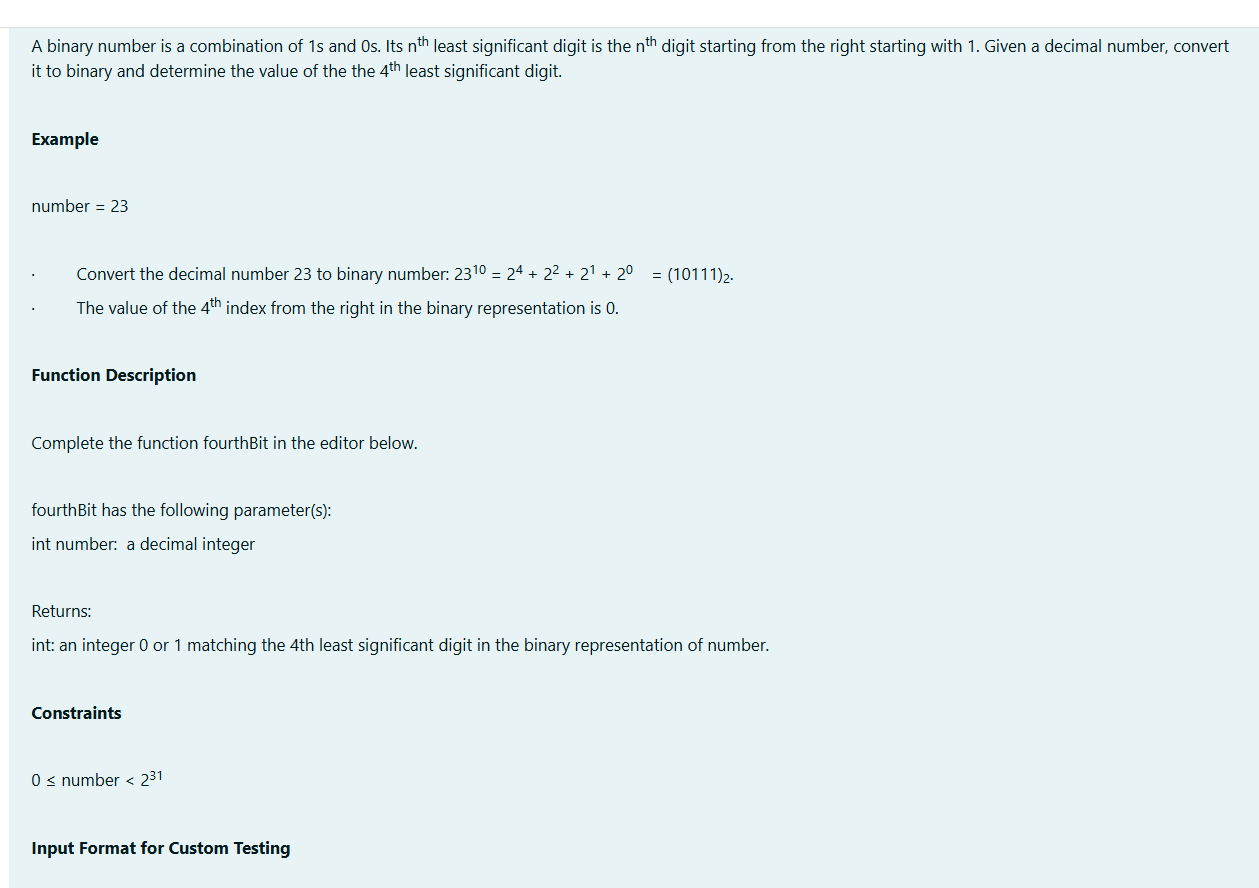 A binary number is a combination of 1s and 0s. Its nth least significant digit is the nth digit starting from the right starting with 1. Given a decimal number, convert
it to binary and determine the value of the the 4th least significant digit.
Example
number = 23
· Convert the decimal number 23 to binary number: 23¹⁰ = 2⁴ + 2² + 2¹ + 2⁰ = (10111)₂.
· The value of the 4th index from the right in the binary representation is 0.
Function Description
Complete the function fourthBit in the editor below.
fourthBit has the following parameter(s):
int number: a decimal integer
Returns:
int: an integer 0 or 1 matching the 4th least significant digit in the binary representation of number.
Constraints
0 ≤ number < 2³¹
Input Format for Custom Testing